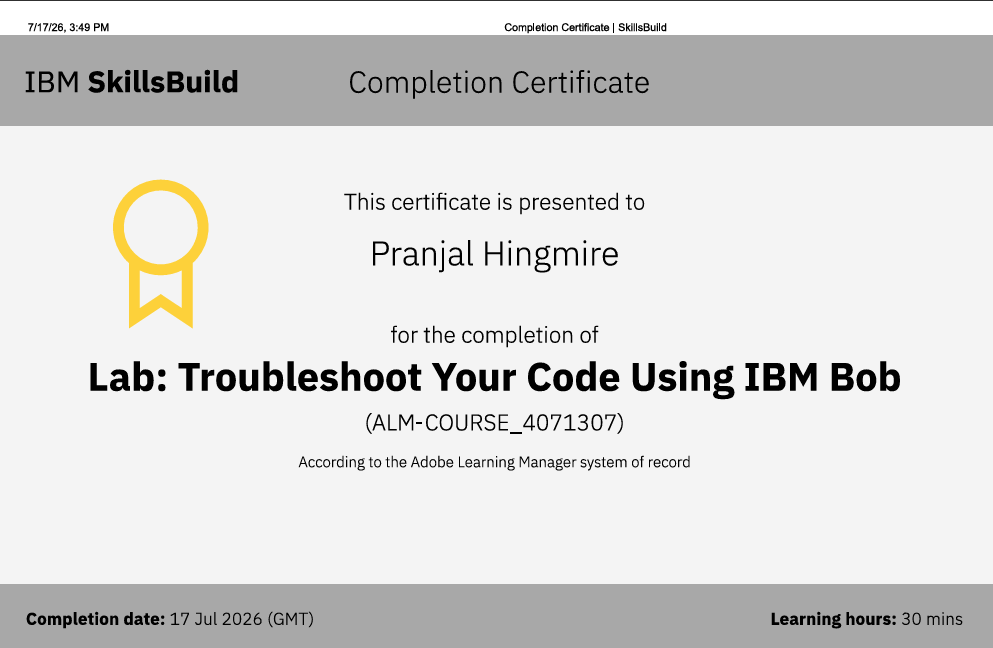 7/17/26, 3:49 PM Completion Certificate | SkillsBuild
IBM SkillsBuild Completion Certificate
This certificate is presented to
Pranjal Hingmire
for the completion of
Lab: Troubleshoot Your Code Using IBM Bob
(ALM-COURSE_4071307)
According to the Adobe Learning Manager system of record
Completion date: 17 Jul 2026 (GMT) Learning hours: 30 mins